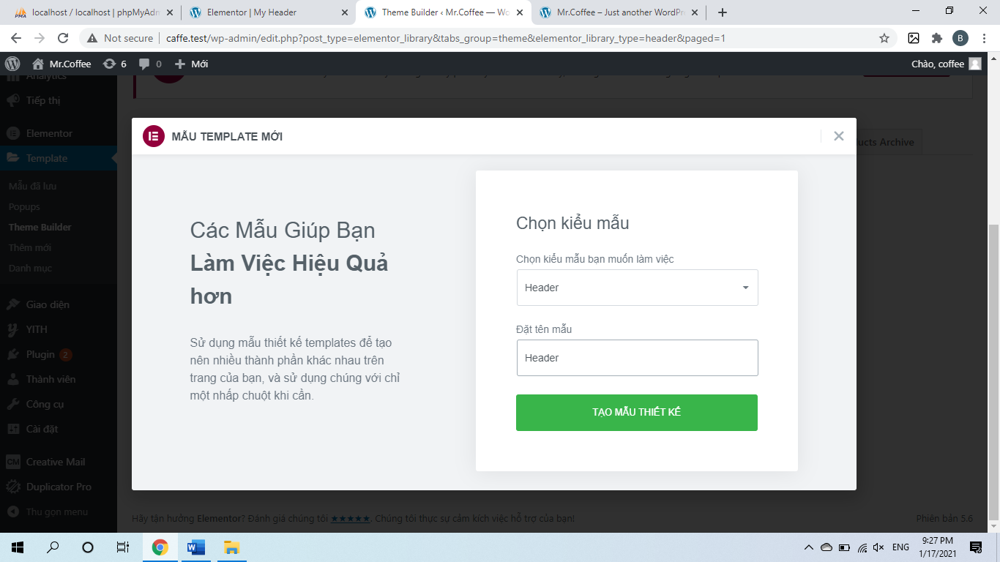 localhost / localhost | phpMyAdm
Elementor | My Header
Theme Builder ‹ Mr.Coffee — Wo
Mr.Coffee – Just another WordPr
Not secure
caffe.test/wp-admin/edit.php?post_type=elementor_library&tabs_group=theme&elementor_library_type=header&paged=1
B
Mr.Coffee
6
0
Mới
Chào, coffee
Analytics
Tiếp thị
Elementor
Template
Mẫu đã lưu
Popups
Theme Builder
Thêm mới
Danh mục
Giao diện
YITH
Plugin 2
Thành viên
Công cụ
Cài đặt
Creative Mail
Duplicator Pro
Thu gọn menu
MẪU TEMPLATE MỚI
ucts Archive
Các Mẫu Giúp Bạn
Làm Việc Hiệu Quả
hơn
Sử dụng mẫu thiết kế templates để tạo
nên nhiều thành phần khác nhau trên
trang của bạn, và sử dụng chúng với chỉ
một nhấp chuột khi cần.
Chọn kiểu mẫu
Chọn kiểu mẫu bạn muốn làm việc
Header
Đặt tên mẫu
Header
TẠO MẪU THIẾT KẾ
Hãy tận hưởng Elementor? Đánh giá chúng tôi ★★★★★. Chúng tôi thực sự cảm kích việc hỗ trợ của bạn!
Phiên bản 5.6
ENG
9:27 PM
1/17/2021